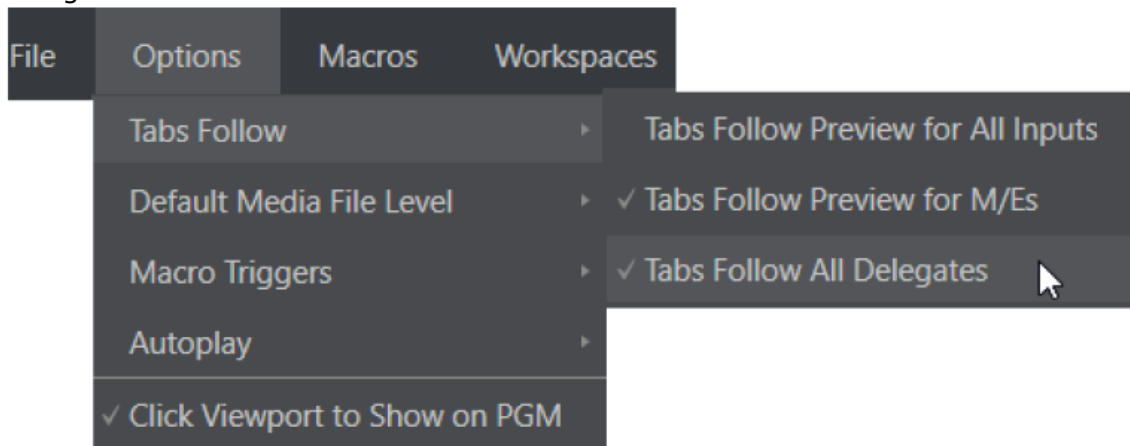 File Options Macros Workspaces
Tabs Follow
Tabs Follow Preview for All Inputs
Default Media File Level
✓ Tabs Follow Preview for M/Es
Macro Triggers
✓ Tabs Follow All Delegates
Autoplay
✓ Click Viewport to Show on PGM